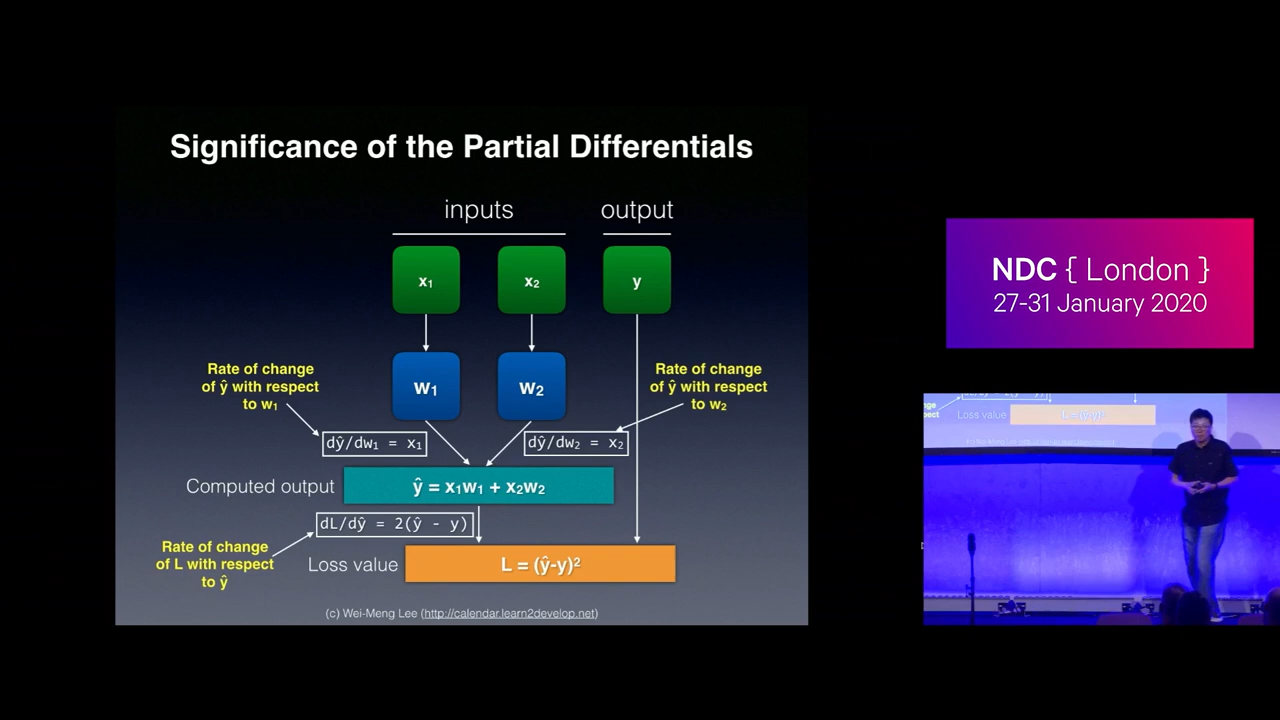 Significance of the Partial Differentials
inputs
output
x₁
x₂
y
Rate of change
of ŷ with respect
to w₁
w₁
w₂
Rate of change
of ŷ with respect
to w₂
dŷ/dw₁ = x₁
dŷ/dw₂ = x₂
Computed output
ŷ = x₁w₁ + x₂w₂
dL/dŷ = 2(ŷ - y)
Rate of change
of L with respect
to ŷ
Loss value
L = (ŷ-y)²
(c) Wei-Meng Lee (http://calendar.learn2develop.net)
NDC { London }
27-31 January 2020
Loss value
L = (ŷ-y)²